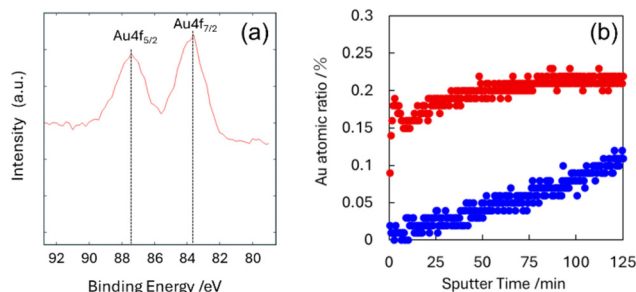 Au4f5/2
Au4f7/2
(a)
Intensity (a.u.)
92 90 88 86 84 82 80
Binding Energy /eV
(b)
Au atomic ratio /%
0.3
0.25
0.2
0.15
0.1
0.05
0
0 25 50 75 100 125
Sputter Time /min